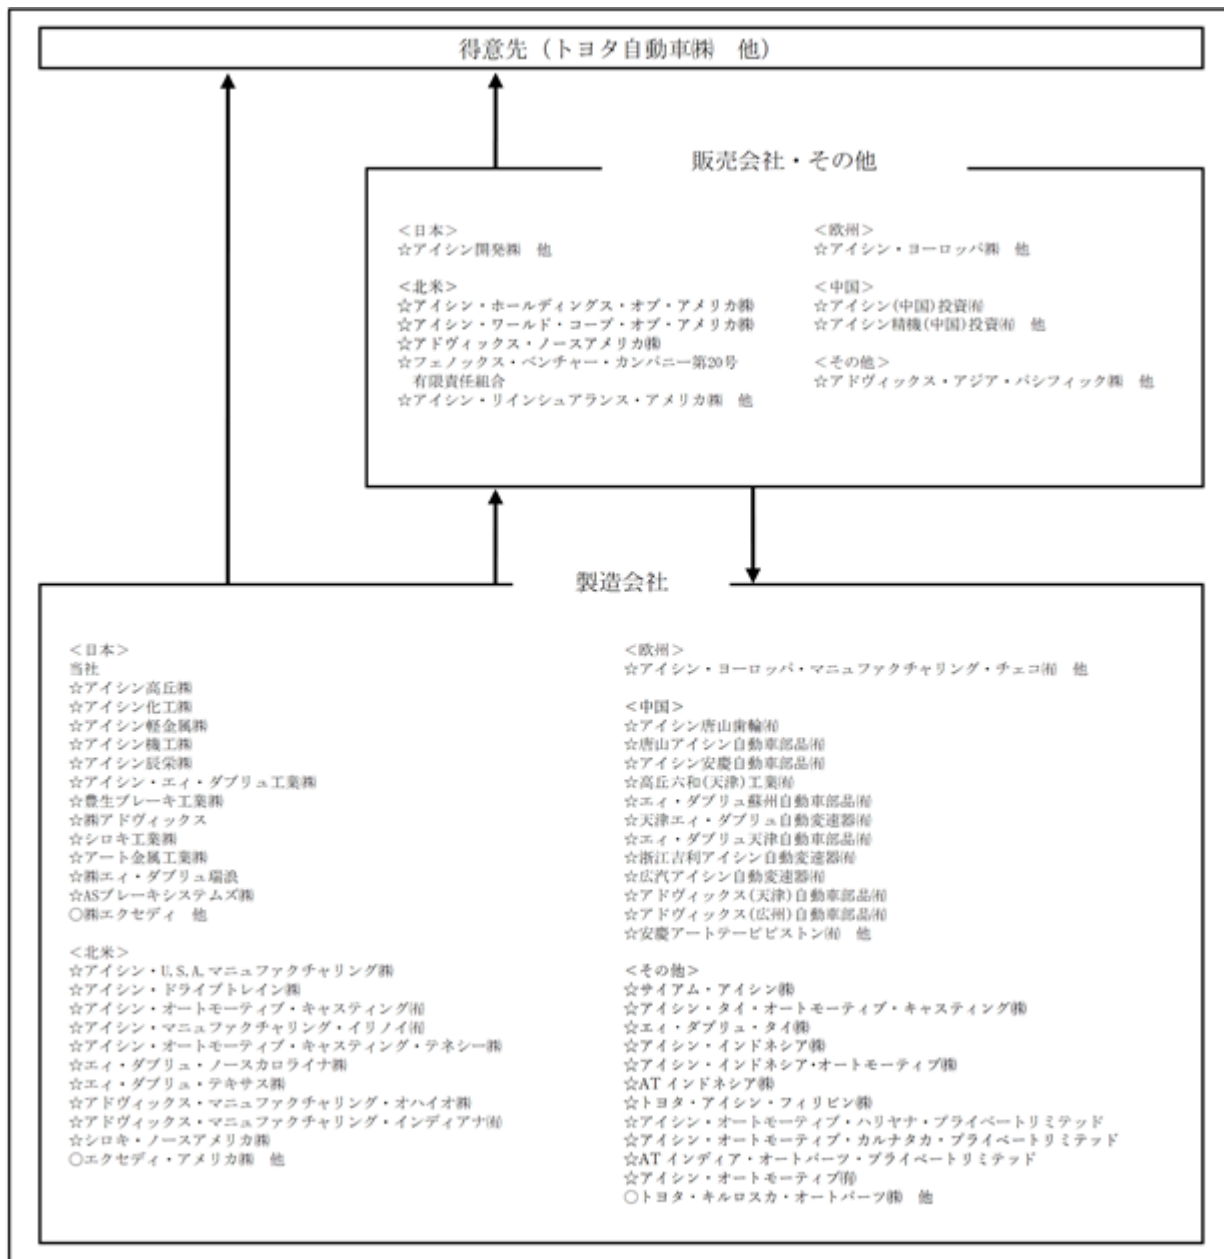 得意先(トヨタ自動車㈱　他)
販売会社・その他
＜日本＞
☆アイシン開発㈱　他
＜北米＞
☆アイシン・ホールディングス・オブ・アメリカ㈱
☆アイシン・ワールド・コープ・オブ・アメリカ㈱
☆アドヴィックス・ノースアメリカ㈱
☆フェノックス・ベンチャー・カンパニー第20号
有限責任組合
☆アイシン・リインシュアランス・アメリカ㈱　他
＜欧州＞
☆アイシン・ヨーロッパ㈱　他
＜中国＞
☆アイシン(中国)投資㈲
☆アイシン精機(中国)投資㈲　他
＜その他＞
☆アドヴィックス・アジア・パシフィック㈱　他
製造会社
＜日本＞
当社
☆アイシン高丘㈱
☆アイシン化工㈱
☆アイシン軽金属㈱
☆アイシン機工㈱
☆アイシン辰栄㈱
☆アイシン・エィ・ダブリュ工業㈱
☆豊生ブレーキ工業㈱
☆㈱アドヴィックス
☆シロキ工業㈱
☆アート金属工業㈱
☆㈱エィ・ダブリュ瑞浪
☆ASブレーキシステムズ㈱
○㈱エクセディ　他
＜北米＞
☆アイシン・U.S.A.マニュファクチャリング㈱
☆アイシン・ドライブトレイン㈱
☆アイシン・オートモーティブ・キャスティング㈲
☆アイシン・マニュファクチャリング・イリノイ㈲
☆アイシン・オートモーティブ・キャスティング・テネシー㈱
☆エィ・ダブリュ・ノースカロライナ㈱
☆エィ・ダブリュ・テキサス㈱
☆アドヴィックス・マニュファクチャリング・オハイオ㈱
☆アドヴィックス・マニュファクチャリング・インディアナ㈲
☆シロキ・ノースアメリカ㈱
○エクセディ・アメリカ㈱　他
＜欧州＞
☆アイシン・ヨーロッパ・マニュファクチャリング・チェコ㈲　他
＜中国＞
☆アイシン唐山歯輪㈲
☆唐山アイシン自動車部品㈲
☆アイシン安慶自動車部品㈲
☆高丘六和(天津)工業㈲
☆エィ・ダブリュ蘇州自動車部品㈲
☆天津エィ・ダブリュ自動変速器㈲
☆エィ・ダブリュ天津自動車部品㈲
☆浙江吉利アイシン自動変速器㈲
☆広汽アイシン自動変速器㈲
☆アドヴィックス(天津)自動車部品㈲
☆アドヴィックス(広州)自動車部品㈲
☆安慶アートテーピピストン㈲　他
＜その他＞
☆サイアム・アイシン㈱
☆アイシン・タイ・オートモーティブ・キャスティング㈱
☆エィ・ダブリュ・タイ㈱
☆アイシン・インドネシア㈱
☆アイシン・インドネシア・オートモーティブ㈱
☆AT インドネシア㈱
☆トヨタ・アイシン・フィリピン㈱
☆アイシン・オートモーティブ・ハリヤナ・プライベートリミテッド
☆アイシン・オートモーティブ・カルナタカ・プライベートリミテッド
☆AT インディア・オートパーツ・プライベートリミテッド
☆アイシン・オートモーティブ㈲
○トヨタ・キルロスカ・オートパーツ㈱　他